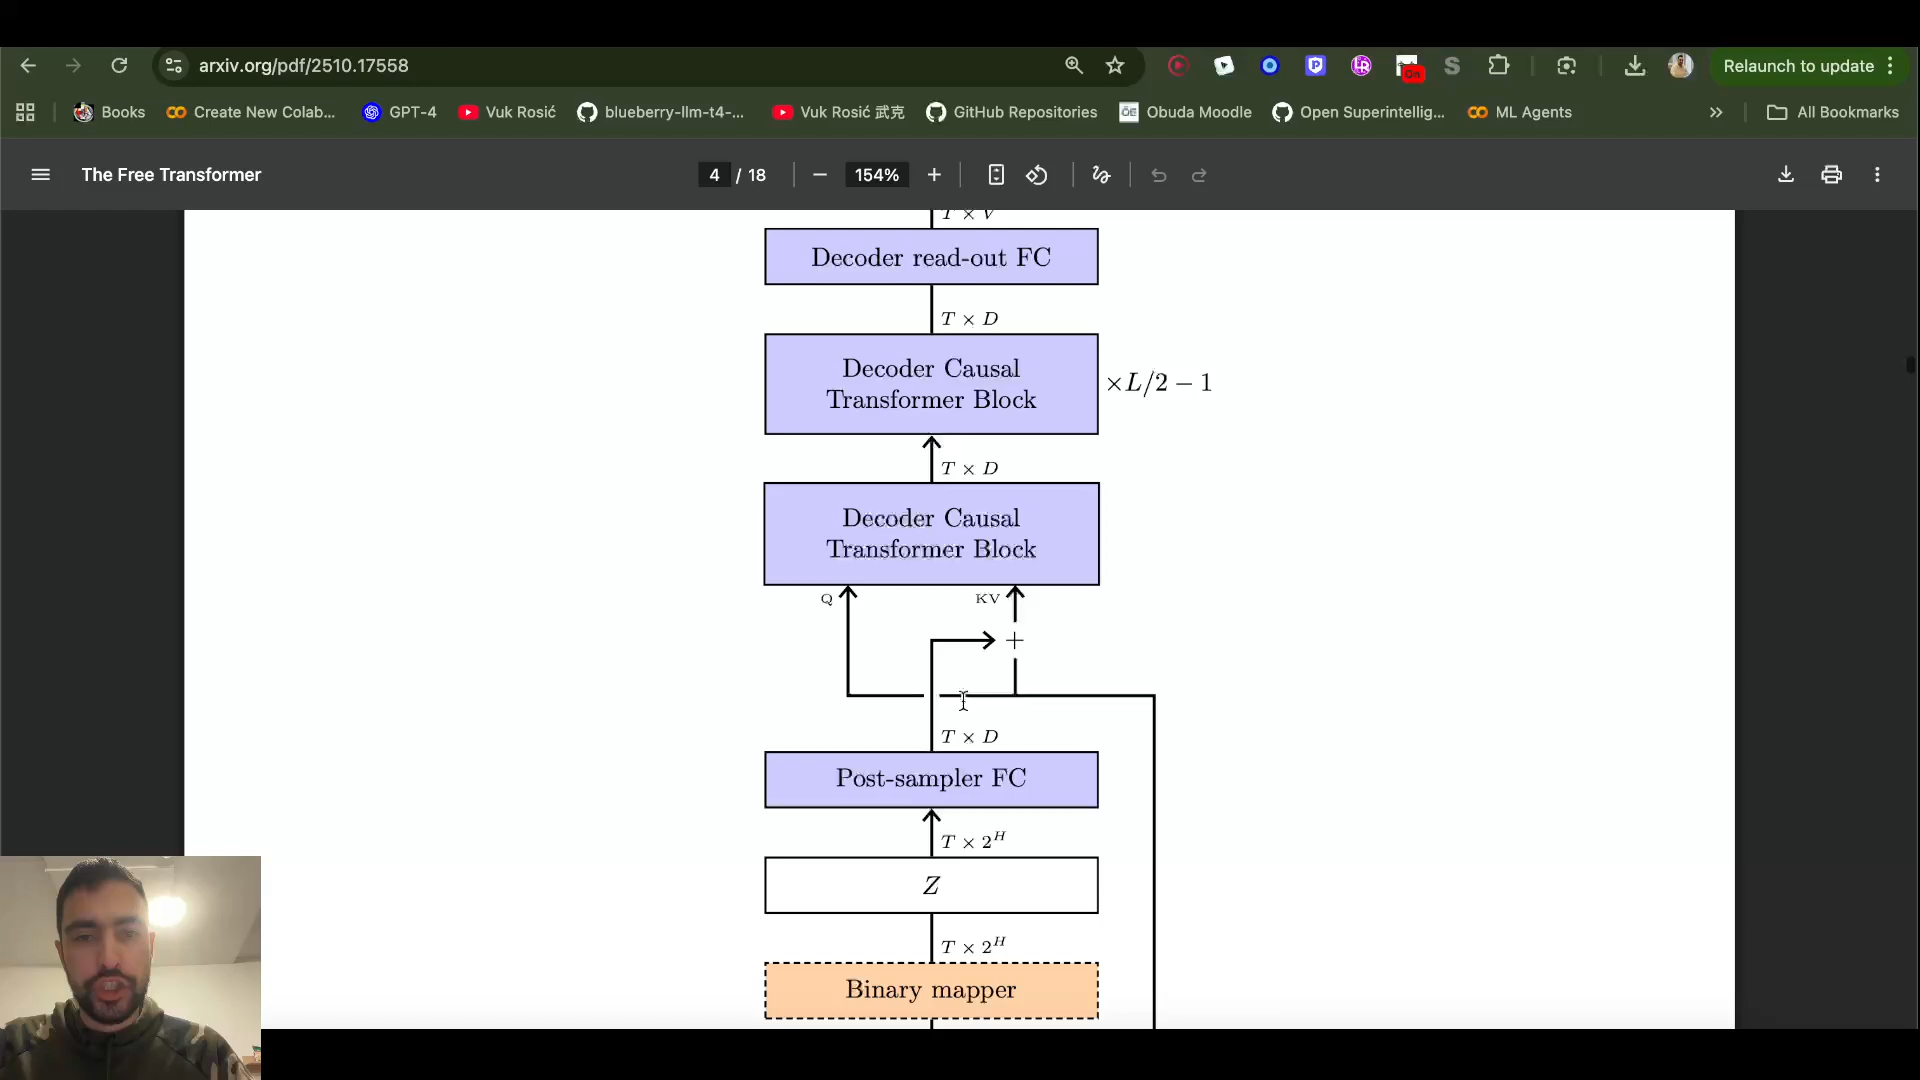 arxiv.org/pdf/2510.17558
On
S
Relaunch to update
Books
Create New Colab...
GPT-4
Vuk Rosić
blueberry-llm-t4-...
Vuk Rosić 武克
GitHub Repositories
ŒE
Obuda Moodle
Open Superintellig...
ML Agents
All Bookmarks
The Free Transformer
4 / 18
154%
T × V
Decoder read-out FC
T × D
Decoder Causal
Transformer Block
×L/2 − 1
T × D
Decoder Causal
Transformer Block
Q
KV
+
T × D
Post-sampler FC
T × 2^H
Z
T × 2^H
Binary mapper